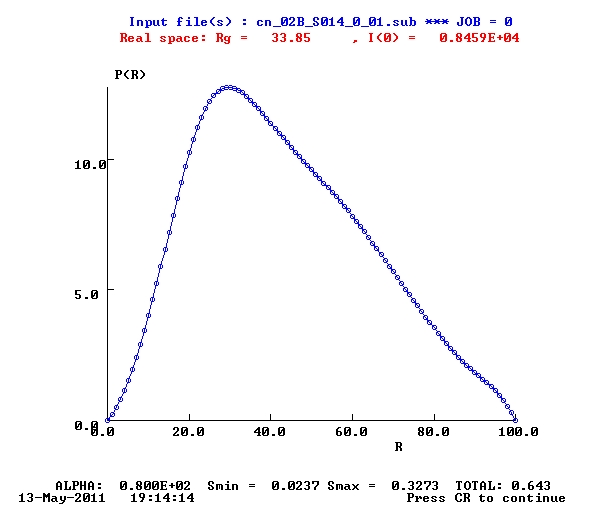 Input file(s) : cn_02B_S014_0_01.sub *** JOB = 0
Real space: Rg = 33.85 , I(0) = 0.8459E+04
P(R)
10.0
5.0
0.0
0.0 20.0 40.0 60.0 80.0 100.0
R
ALPHA: 0.800E+02 Smin = 0.0237 Smax = 0.3273 TOTAL: 0.643
13-May-2011 19:14:14 Press CR to continue